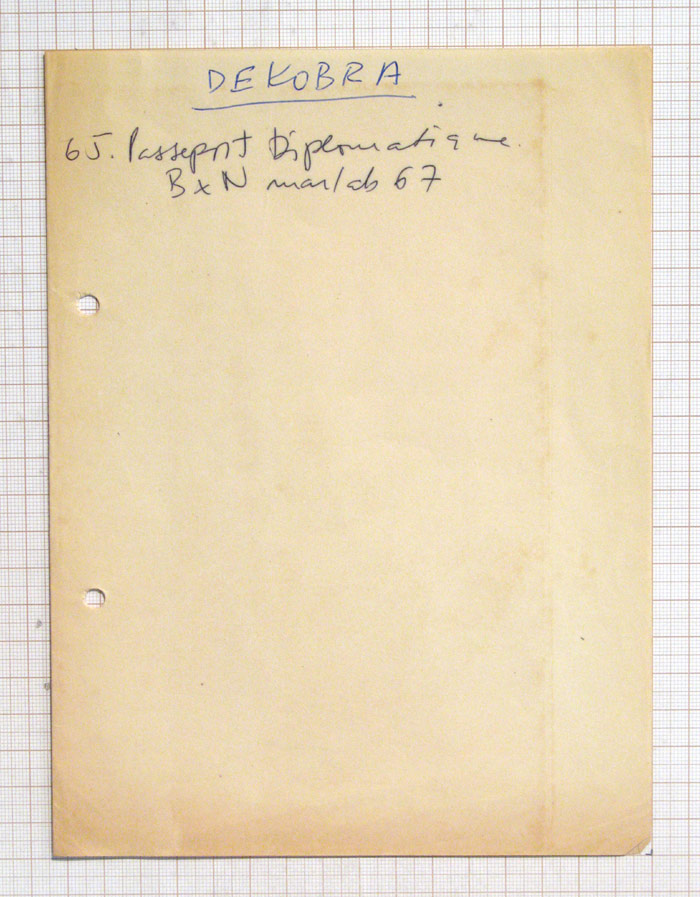 DEKOBRA
65. Passeport Diplomatique.
B x N mar/ab 67